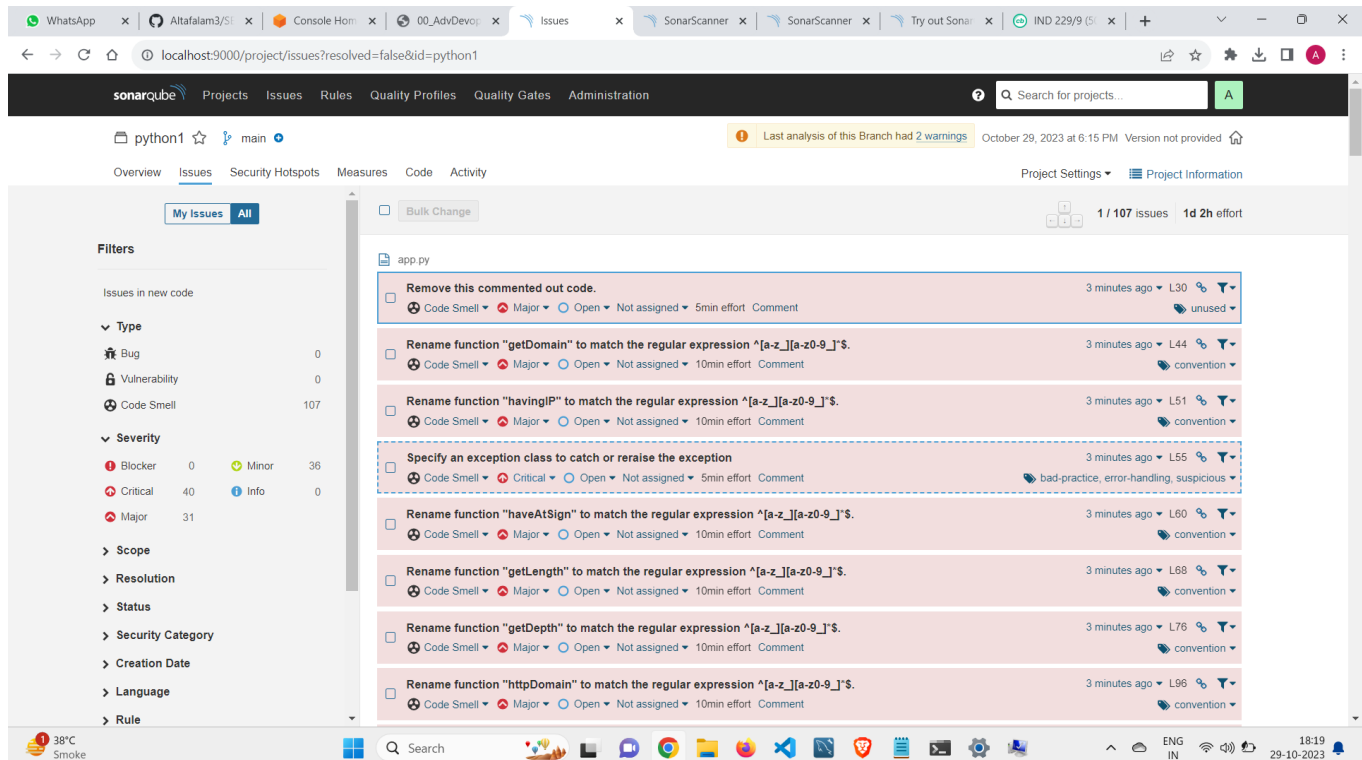 WhatsApp Altafalam3/SE Console Hom 00_AdvDevop Issues SonarScanner SonarScanner Try out Sonar IND 229/9 (5
localhost:9000/project/issues?resolved=false&id=python1 A
sonarqube Projects Issues Rules Quality Profiles Quality Gates Administration ? Search for projects... A
python1 main Last analysis of this Branch had 2 warnings October 29, 2023 at 6:15 PM Version not provided
Overview Issues Security Hotspots Measures Code Activity Project Settings Project Information
My Issues All
Bulk Change 1 / 107 issues 1d 2h effort
Filters
Issues in new code
Type
Bug 0
Vulnerability 0
Code Smell 107
Severity
Blocker 0 Minor 36
Critical 40 Info 0
Major 31
Scope
Resolution
Status
Security Category
Creation Date
Language
Rule
app.py
Remove this commented out code. 3 minutes ago L30
Code Smell Major Open Not assigned 5min effort Comment unused
Rename function "getDomain" to match the regular expression ^[a-z_][a-z0-9_]*$. 3 minutes ago L44
Code Smell Major Open Not assigned 10min effort Comment convention
Rename function "havingIP" to match the regular expression ^[a-z_][a-z0-9_]*$. 3 minutes ago L51
Code Smell Major Open Not assigned 10min effort Comment convention
Specify an exception class to catch or reraise the exception 3 minutes ago L55
Code Smell Critical Open Not assigned 5min effort Comment bad-practice, error-handling, suspicious
Rename function "haveAtSign" to match the regular expression ^[a-z_][a-z0-9_]*$. 3 minutes ago L60
Code Smell Major Open Not assigned 10min effort Comment convention
Rename function "getLength" to match the regular expression ^[a-z_][a-z0-9_]*$. 3 minutes ago L68
Code Smell Major Open Not assigned 10min effort Comment convention
Rename function "getDepth" to match the regular expression ^[a-z_][a-z0-9_]*$. 3 minutes ago L76
Code Smell Major Open Not assigned 10min effort Comment convention
Rename function "httpDomain" to match the regular expression ^[a-z_][a-z0-9_]*$. 3 minutes ago L96
Code Smell Major Open Not assigned 10min effort Comment convention
1 38°C Search ENG 18:19
Smoke IN 29-10-2023